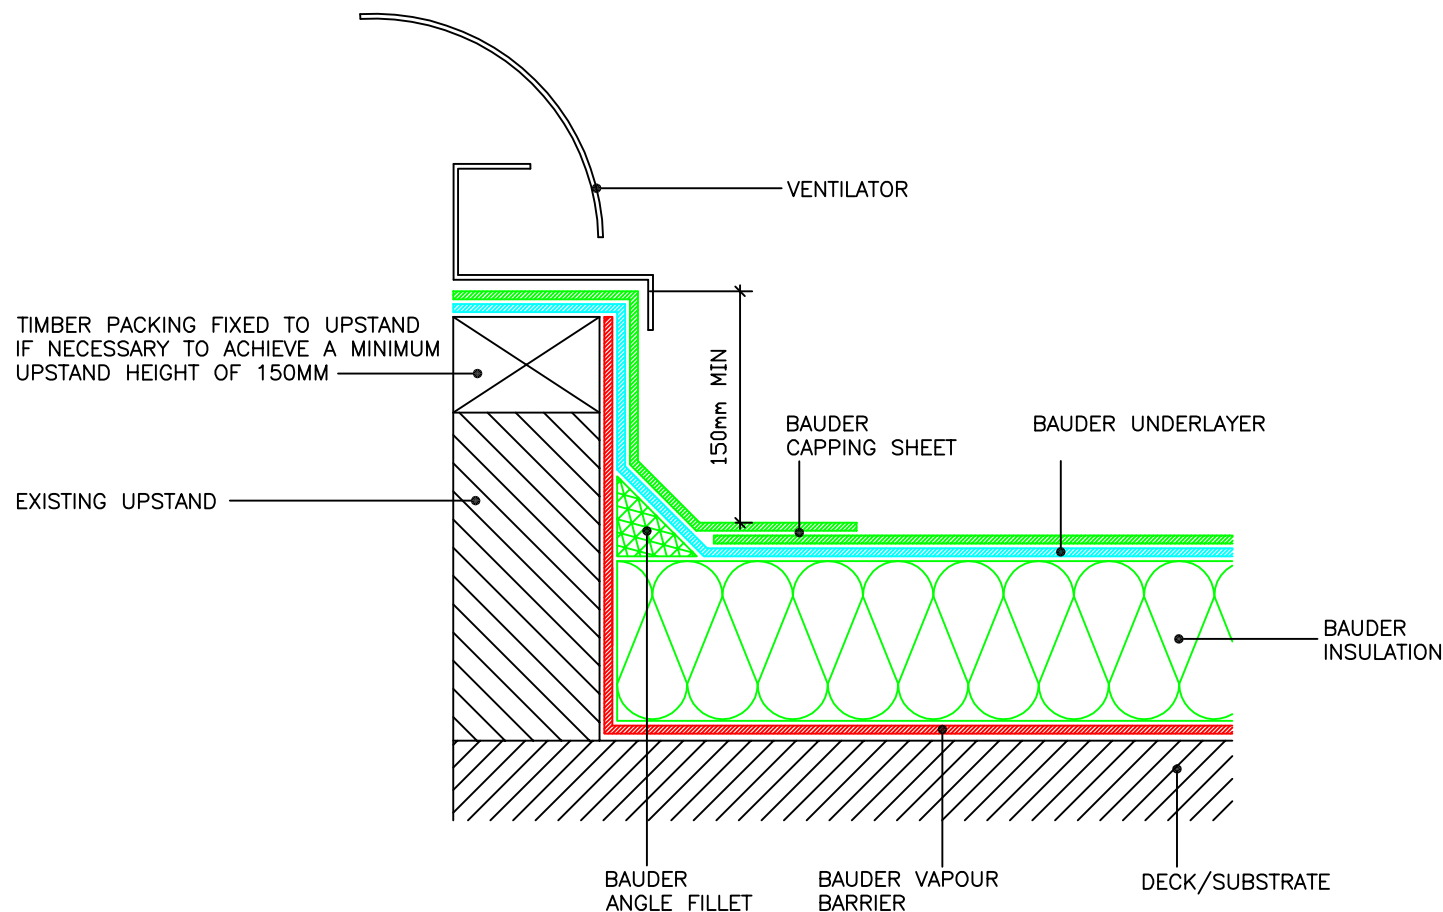 VENTILATOR
TIMBER PACKING FIXED TO UPSTAND
IF NECESSARY TO ACHIEVE A MINIMUM
UPSTAND HEIGHT OF 150MM
150mm MIN
BAUDER
CAPPING SHEET
BAUDER UNDERLAYER
EXISTING UPSTAND
BAUDER
INSULATION
BAUDER
ANGLE FILLET
BAUDER VAPOUR
BARRIER
DECK/SUBSTRATE